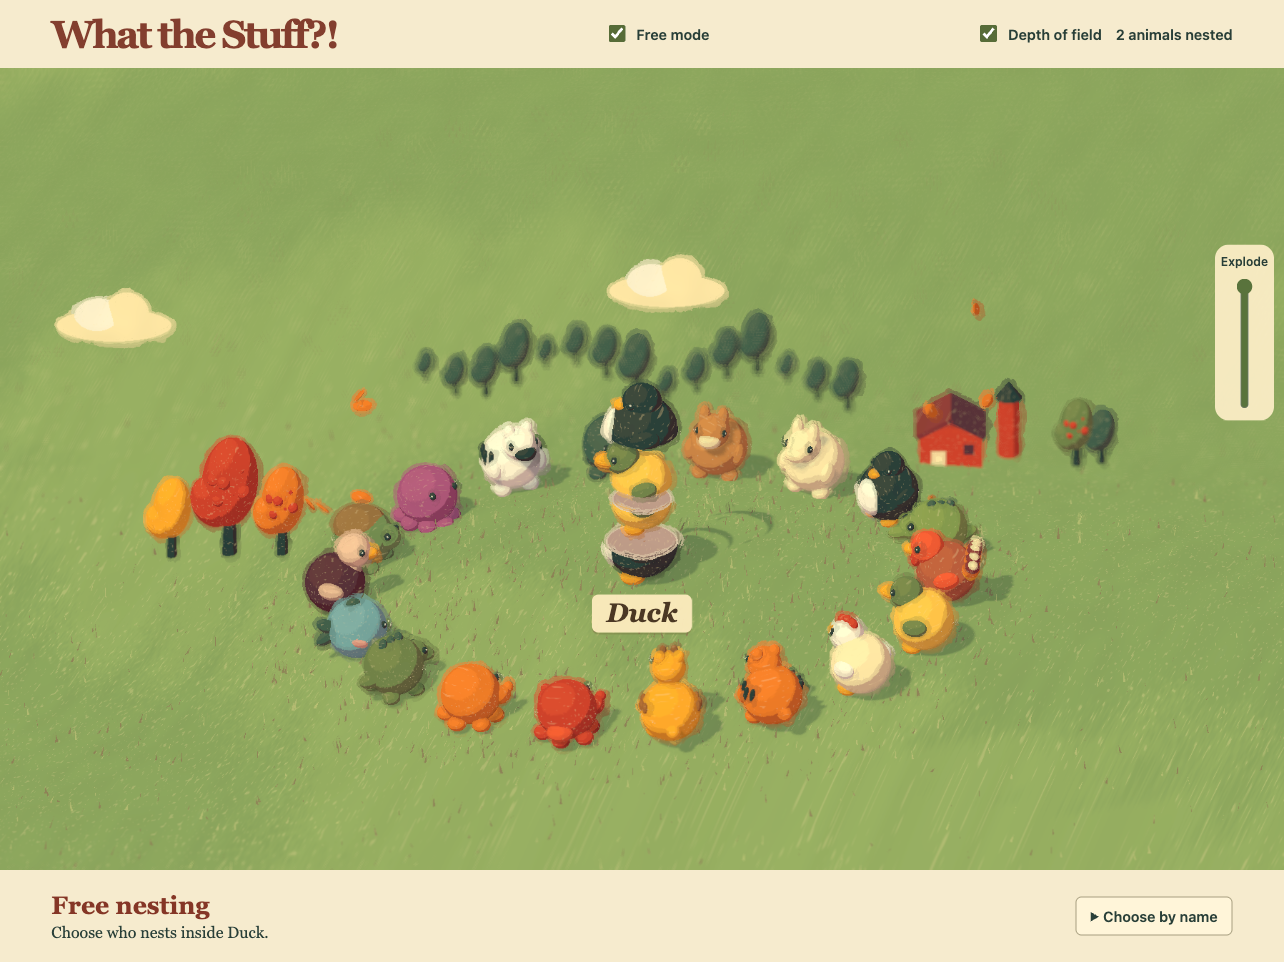 What the Stuff?!
Free mode
Depth of field
2 animals nested
Explode
Duck
Free nesting
Choose who nests inside Duck.
Choose by name